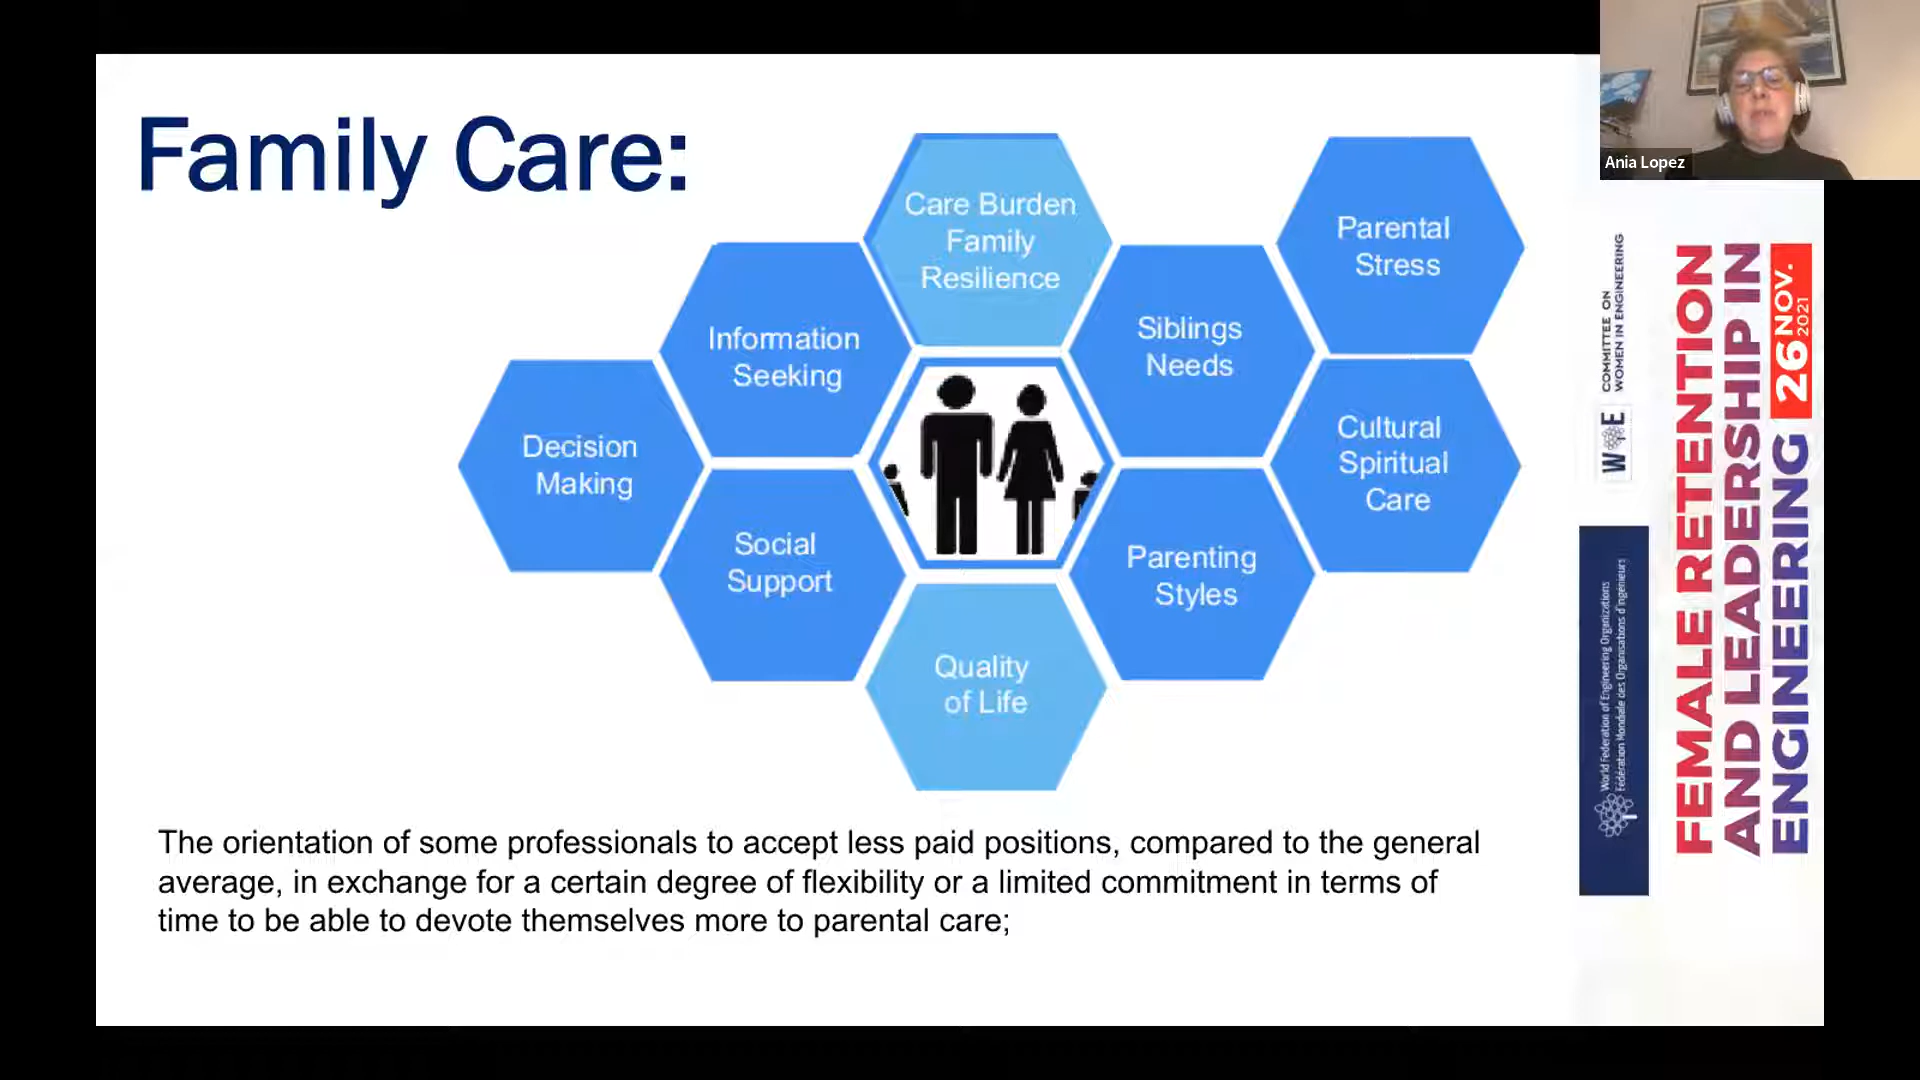 Family Care:
Care Burden
Family
Resilience
Parental
Stress
Information
Seeking
Siblings
Needs
Decision
Making
Cultural
Spiritual
Care
Social
Support
Parenting
Styles
Quality
of Life
The orientation of some professionals to accept less paid positions, compared to the general
average, in exchange for a certain degree of flexibility or a limited commitment in terms of
time to be able to devote themselves more to parental care;
Ania Lopez
WE
COMMITTEE ON
WOMEN IN ENGINEERING
World Federation of Engineering Organizations
Fédération Mondiale des Organisations d'Ingénieurs
FEMALE RETENTION
AND LEADERSHIP IN
ENGINEERING
26 NOV.
2021